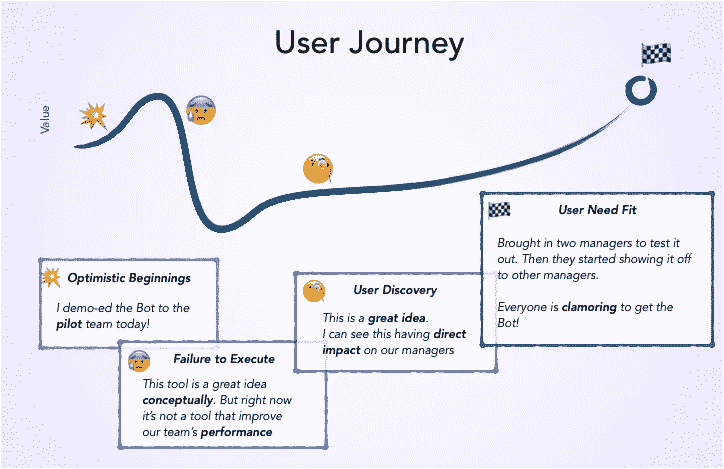 User Journey
Value
Optimistic Beginnings
I demo-ed the Bot to the
pilot team today!
Failure to Execute
This tool is a great idea
conceptually. But right now
it's not a tool that improve
our team's performance
User Discovery
This is a great idea.
I can see this having direct
impact on our managers
User Need Fit
Brought in two managers to test it
out. Then they started showing it off
to other managers.
Everyone is clamoring to get the
Bot!